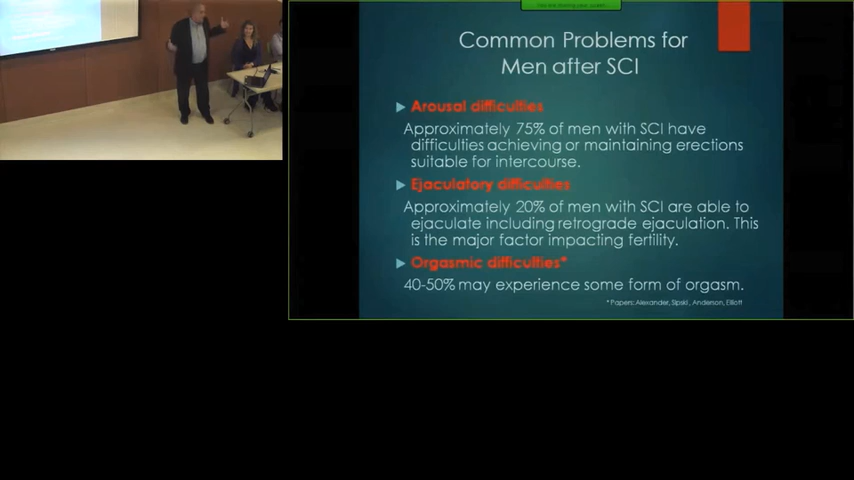 Common Problems for
Men after SCI
Arousal difficulties
Approximately 75% of men with SCI have
difficulties achieving or maintaining erections
suitable for intercourse.
Ejaculatory difficulties
Approximately 20% of men with SCI are able to
ejaculate including retrograde ejaculation. This
is the major factor impacting fertility.
Orgasmic difficulties*
40-50% may experience some form of orgasm.
* Papers: Alexander, Sipski, Anderson, Elliott